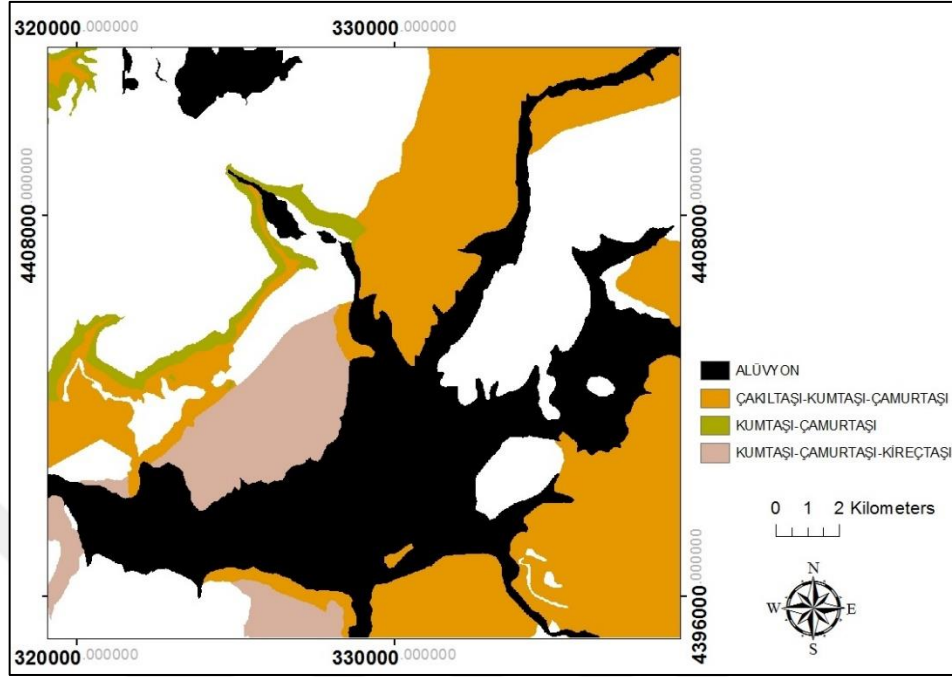 320000.000000 330000.000000
4408000.000000 4408000.000000
ALÜVYON
ÇAKILTAŞI-KUMTAŞI-ÇAMURTAŞI
KUMTAŞI-ÇAMURTAŞI
KUMTAŞI-ÇAMURTAŞI-KİREÇTAŞI
0 1 2 Kilometers
N
W E
S
4396000.000000
320000.000000 330000.000000